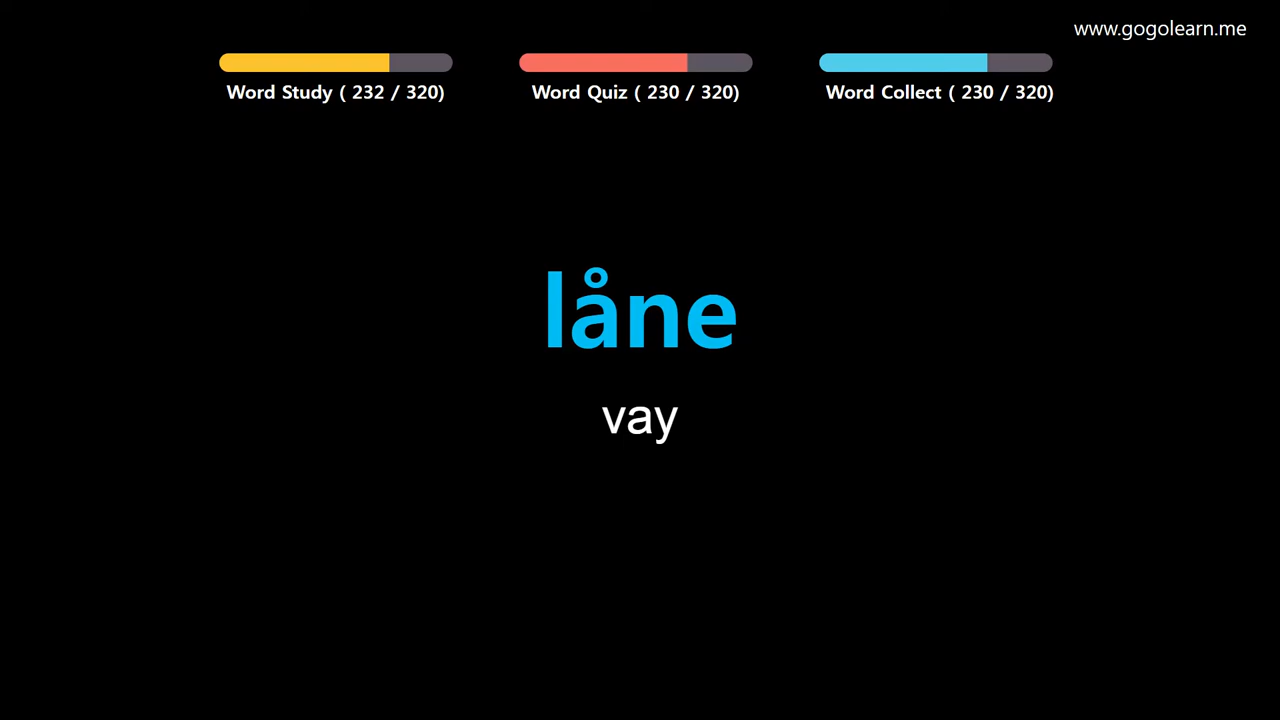 www.gogolearn.me
Word Study ( 232 / 320)
Word Quiz ( 230 / 320)
Word Collect ( 230 / 320)
låne
vay